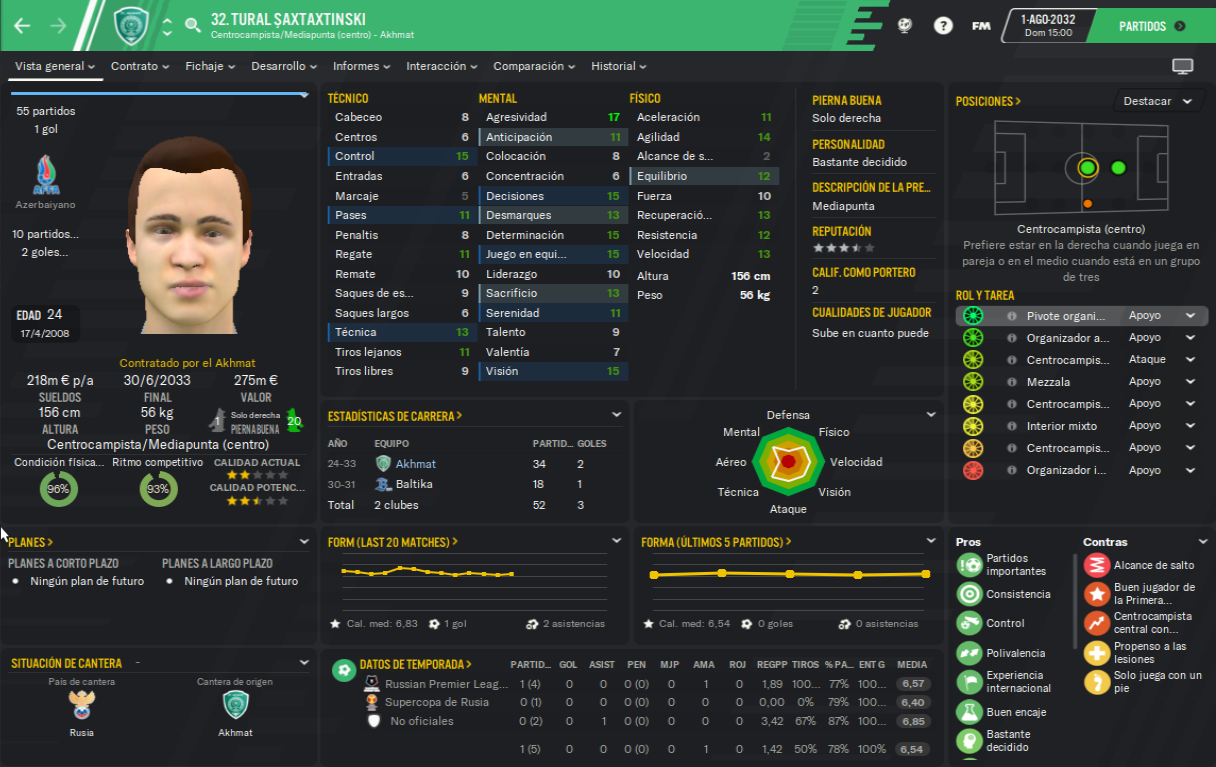 32. TURAL ŞAXTAXTINSKI
Centrocampista/Mediapunta (centro) - Akhmat
?
FM
1-AGO-2032
Dom 15:00
PARTIDOS
Vista general
Contrato
Fichaje
Desarrollo
Informes
Interacción
Comparación
Historial
55 partidos
1 gol
AFFA
Azerbaiyano
10 partidos...
2 goles...
EDAD 24
17/4/2008
Contratado por el Akhmat
218m € p/a
30/6/2033
275m €
SUELDOS
FINAL
VALOR
156 cm
56 kg
1
Solo derecha
20
ALTURA
PESO
PIERNA BUENA
Centrocampista/Mediapunta (centro)
Condición física...
Ritmo competitivo
96%
93%
CALIDAD ACTUAL
CALIDAD POTENC...
TÉCNICO
Cabeceo 8
Centros 6
Control 15
Entradas 6
Marcaje 5
Pases 11
Penaltis 8
Regate 11
Remate 10
Saques de es... 9
Saques largos 6
Técnica 13
Tiros lejanos 11
Tiros libres 9
MENTAL
Agresividad 17
Anticipación 11
Colocación 8
Concentración 6
Decisiones 15
Desmarques 13
Determinación 15
Juego en equi... 15
Liderazgo 10
Sacrificio 13
Serenidad 11
Talento 9
Valentía 7
Visión 15
FÍSICO
Aceleración 11
Agilidad 14
Alcance de s... 2
Equilibrio 12
Fuerza 10
Recuperació... 13
Resistencia 12
Velocidad 13
Altura 156 cm
Peso 56 kg
PIERNA BUENA
Solo derecha
PERSONALIDAD
Bastante decidido
DESCRIPCIÓN DE LA PRE...
Mediapunta
REPUTACIÓN
CALIF. COMO PORTERO
2
CUALIDADES DE JUGADOR
Sube en cuanto puede
POSICIONES >
Destacar
Centrocampista (centro)
Prefiere estar en la derecha cuando juega en
pareja o en el medio cuando está en un grupo
de tres
ROL Y TAREA
Pivote organi... Apoyo
Organizador a... Apoyo
Centrocampis... Ataque
Mezzala Apoyo
Centrocampis... Apoyo
Interior mixto Apoyo
Centrocampis... Apoyo
Organizador i... Apoyo
ESTADÍSTICAS DE CARRERA >
AÑO EQUIPO PARTID... GOLES
24-33 Akhmat 34 2
30-31 Baltika 18 1
Total 2 clubes 52 3
Defensa
Mental
Físico
Aéreo
Velocidad
Técnica
Visión
Ataque
PLANES >
PLANES A CORTO PLAZO
PLANES A LARGO PLAZO
Ningún plan de futuro
Ningún plan de futuro
FORM (LAST 20 MATCHES) >
Cal. med: 6,83
1 gol
2 asistencias
FORMA (ÚLTIMOS 5 PARTIDOS) >
Cal. med: 6,54
0 goles
0 asistencias
Pros
Partidos
importantes
Consistencia
Control
Polivalencia
Experiencia
internacional
Buen encaje
Bastante
decidido
Contras
Alcance de salto
Buen jugador de
la Primera...
Centrocampista
central con...
Propenso a las
lesiones
Solo juega con un
pie
SITUACIÓN DE CANTERA -
País de cantera
Cantera de origen
Rusia
Akhmat
DATOS DE TEMPORADA >
PARTID... GOL ASIST PEN MJP AMA ROJ REGPP TIROS % PA... ENT G MEDIA
Russian Premier Leag... 1 (4) 0 0 0 (0) 0 1 0 1,89 100... 77% 100... 6,57
Supercopa de Rusia 0 (1) 0 0 0 (0) 0 0 0 0,00 0% 79% 100... 6,40
No oficiales 0 (2) 0 1 0 (0) 0 0 0 3,42 67% 87% 100... 6,85
1 (5) 0 0 0 (0) 0 1 0 1,42 50% 78% 100% 6,54